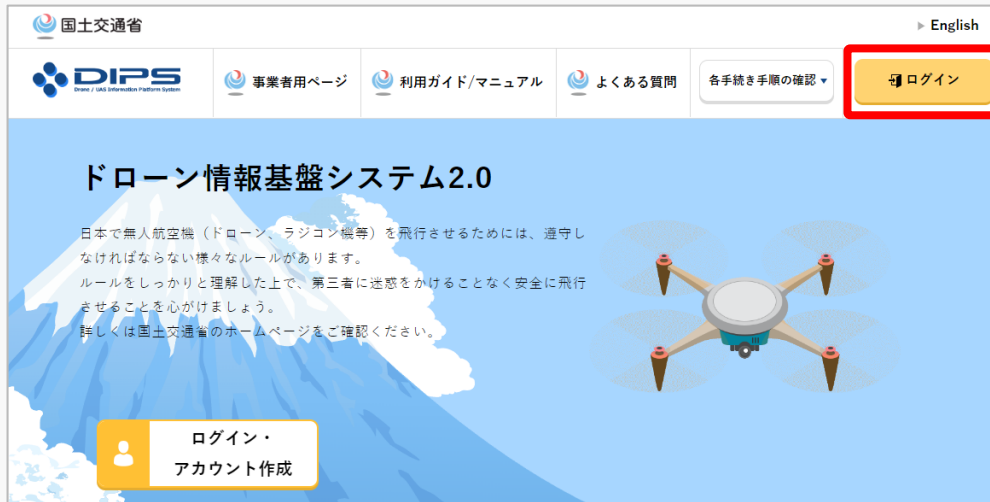 国土交通省
English
DIPS
Drone / UAS Information Platform System
事業者用ページ
利用ガイド/マニュアル
よくある質問
各手続き手順の確認
ログイン
ドローン情報基盤システム2.0
日本で無人航空機（ドローン、ラジコン機等）を飛行させるためには、遵守し
なければならない様々なルールがあります。
ルールをしっかりと理解した上で、第三者に迷惑をかけることなく安全に飛行
させることを心がけましょう。
詳しくは国土交通省のホームページをご確認ください。
ログイン・
アカウント作成